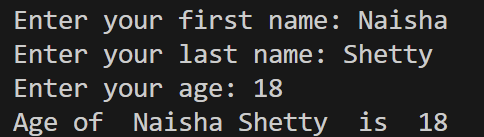 Enter your first name: Naisha
Enter your last name: Shetty
Enter your age: 18
Age of  Naisha Shetty  is  18